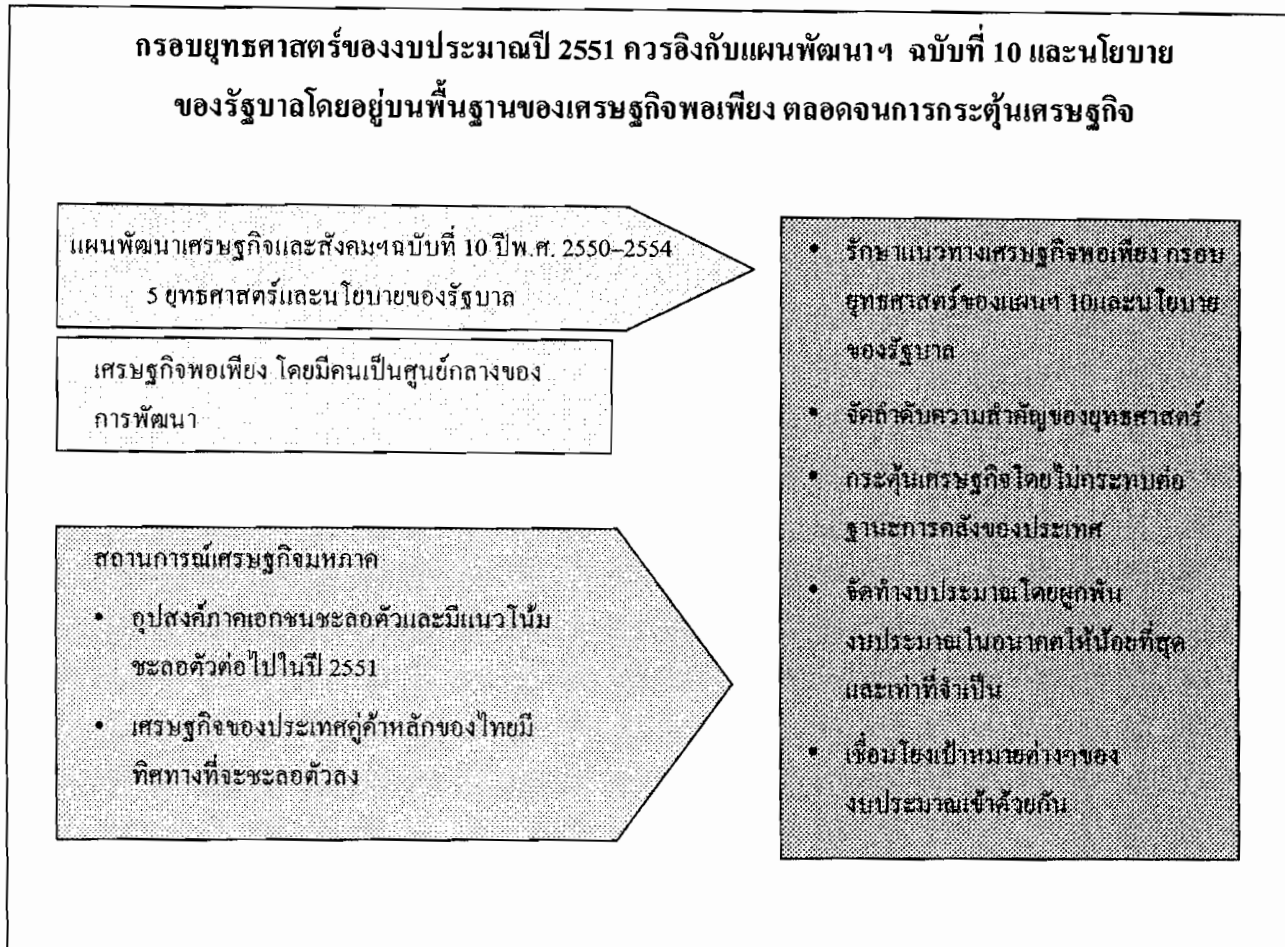 กรอบยุทธศาสตร์ของงบประมาณปี 2551 ควรอิงกับแผนพัฒนาฯ ฉบับที่ 10 และนโยบาย
ของรัฐบาลโดยอยู่บนพื้นฐานของเศรษฐกิจพอเพียง ตลอดจนการกระตุ้นเศรษฐกิจ
แผนพัฒนาเศรษฐกิจและสังคมฯฉบับที่ 10 ปีพ.ศ. 2550–2554
5 ยุทธศาสตร์และนโยบายของรัฐบาล
เศรษฐกิจพอเพียง โดยมีคนเป็นศูนย์กลางของ
การพัฒนา
สถานการณ์เศรษฐกิจมหภาค
• อุปสงค์ภาคเอกชนชะลอตัวและมีแนวโน้ม
ชะลอตัวต่อไปในปี 2551
• เศรษฐกิจของประเทศคู่ค้าหลักของไทยมี
ทิศทางที่จะชะลอตัวลง
• รักษาแนวทางเศรษฐกิจพอเพียง กรอบ
ยุทธศาสตร์ของแผนฯ 10และนโยบาย
ของรัฐบาล
• จัดลำดับความสำคัญของยุทธศาสตร์
• กระตุ้นเศรษฐกิจโดยไม่กระทบต่อ
ฐานะการคลังของประเทศ
• จัดทำงบประมาณโดยผูกพัน
งบประมาณในอนาคตให้น้อยที่สุด
และเท่าที่จำเป็น
• เชื่อมโยงเป้าหมายต่างๆของ
งบประมาณเข้าด้วยกัน